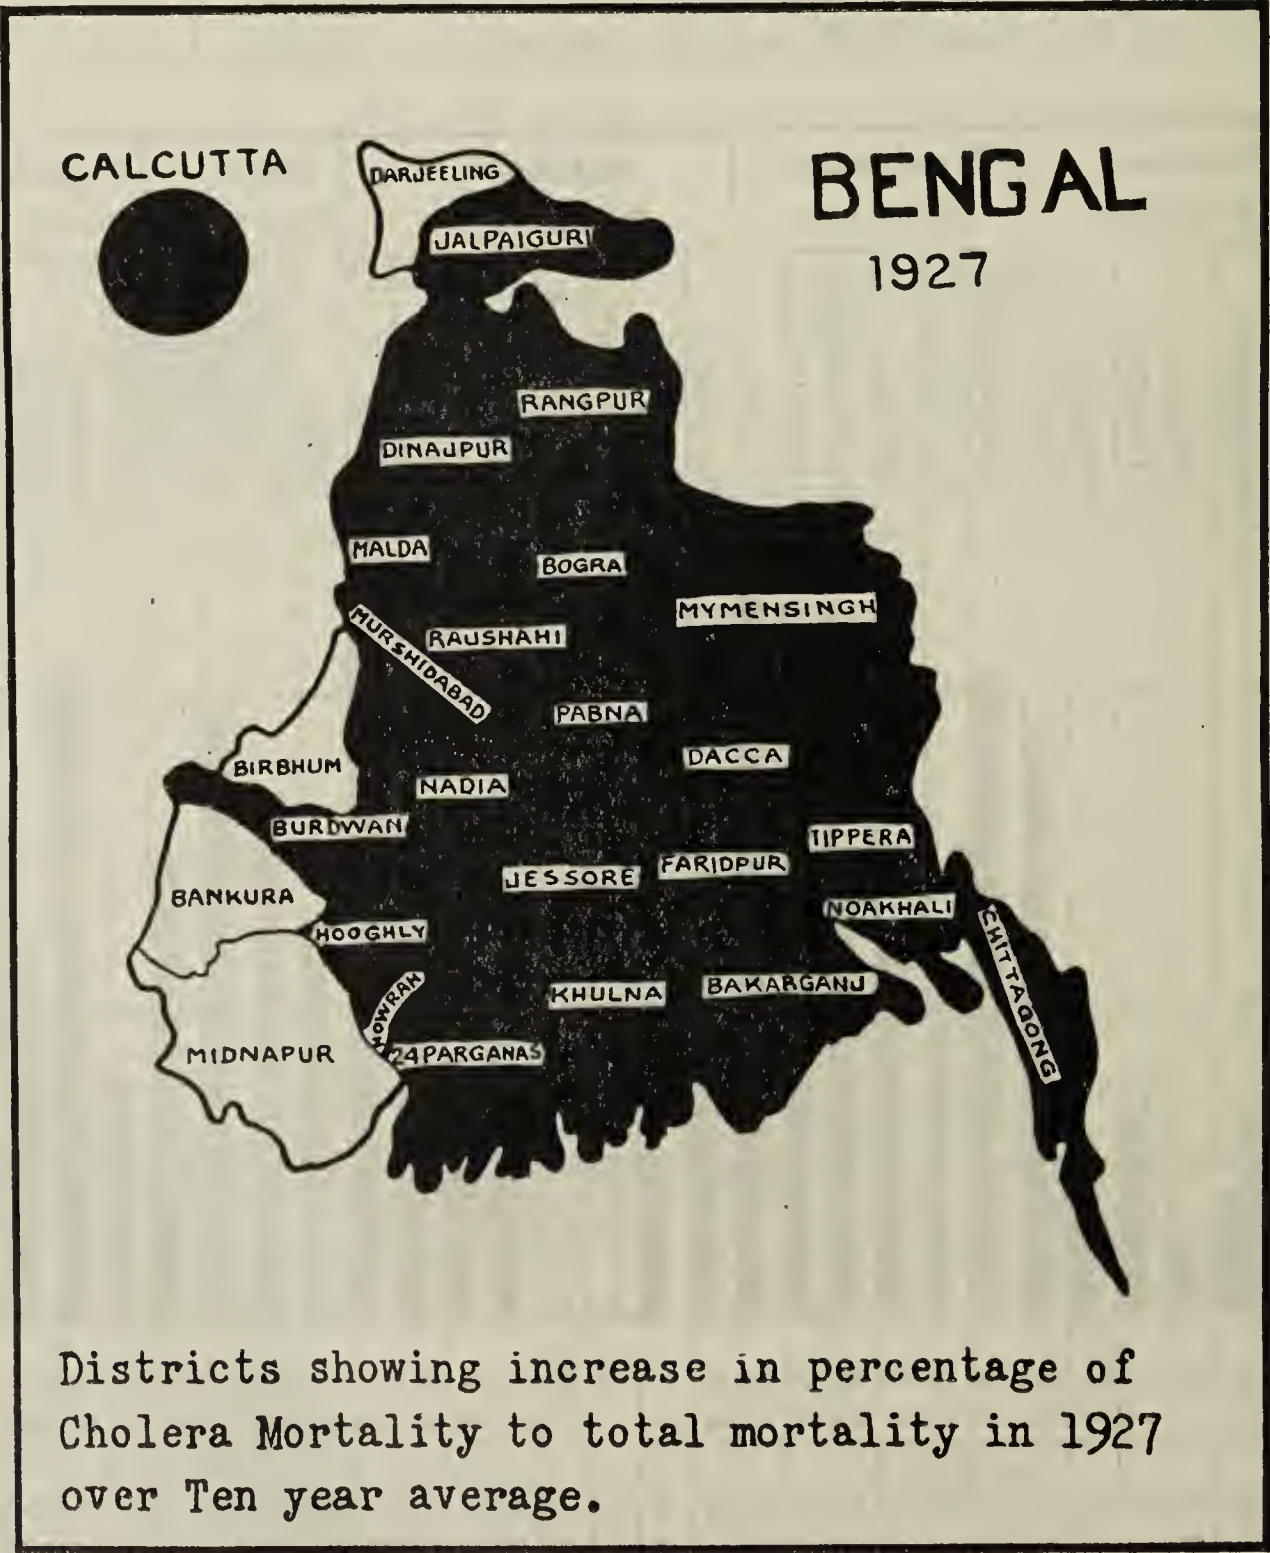 CALCUTTA
BENGAL
1927
DARJEELING
JALPAIGURI
RANGPUR
DINAJPUR
MALDA
BOGRA
MYMENSINGH
MURSHIDABAD
RAJSHAHI
PABNA
DACCA
BIRBHUM
NADIA
BURDWAN
TIPPERA
JESSORE
FARIDPUR
BANKURA
NOAKHALI
CHITTAGONG
HOOGHLY
HOWRAH
KHULNA
BAKARGANJ
MIDNAPUR
24 PARGANAS
Districts showing increase in percentage of
Cholera Mortality to total mortality in 1927
over Ten year average.